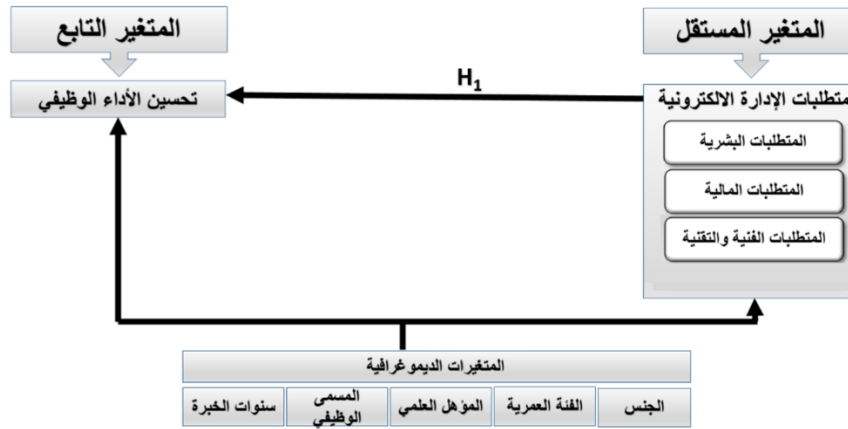 المتغير المستقل
المتغير التابع
متطلبات الإدارة الالكترونية
H1
تحسين الأداء الوظيفي
المتطلبات البشرية
المتطلبات المالية
المتطلبات الفنية والتقنية
المتغيرات الديموغرافية
الجنس
الفئة العمرية
المؤهل العلمي
المسمى
الوظيفي
سنوات الخبرة